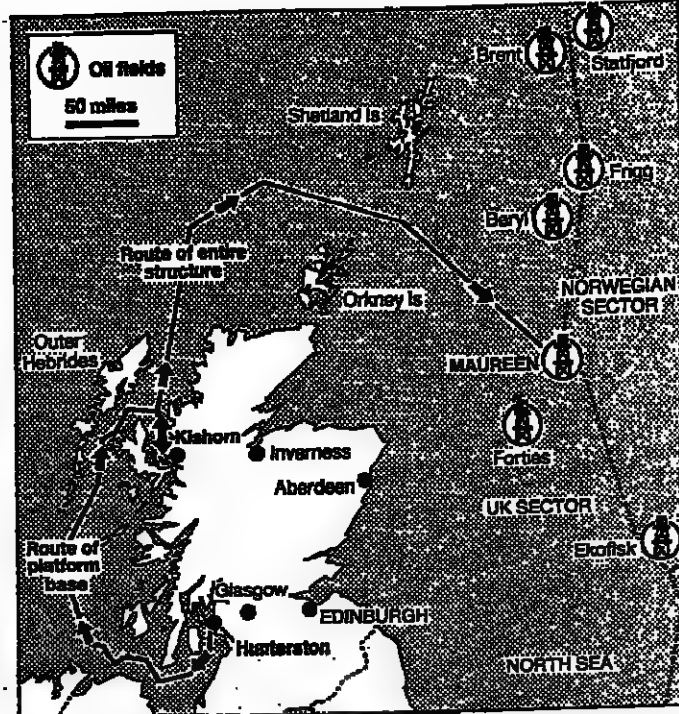 Oil fields
50 miles
Brent
Statfjord
Shetland Is
Frigg
Beryl
Route of entire
structure
Orkney Is
NORWEGIAN
SECTOR
Outer
Hebrides
MAUREEN
Kishorn
Inverness
Forties
Aberdeen
UK SECTOR
Ekofisk
Route of
platform
base
Glasgow
EDINBURGH
Hunterston
NORTH SEA